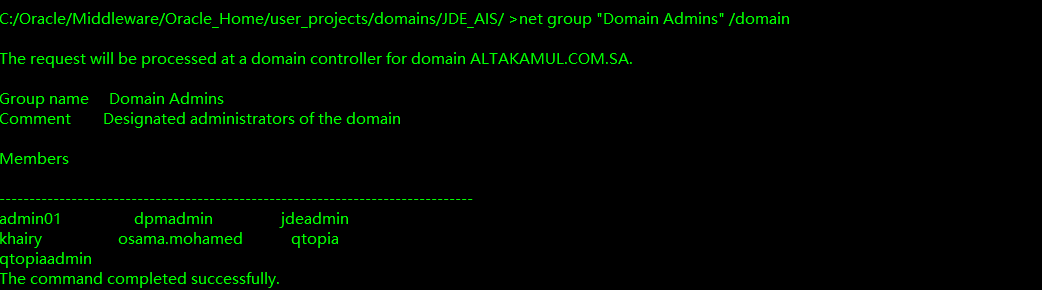 C:/Oracle/Middleware/Oracle_Home/user_projects/domains/JDE_AIS/ >net group "Domain Admins" /domain
The request will be processed at a domain controller for domain ALTAKAMUL.COM.SA.
Group name Domain Admins
Comment Designated administrators of the domain
Members
-------------------------------------------------------------------------------
admin01 dpmadmin jdeadmin
khairy osama.mohamed qtopia
qtopiaadmin
The command completed successfully.